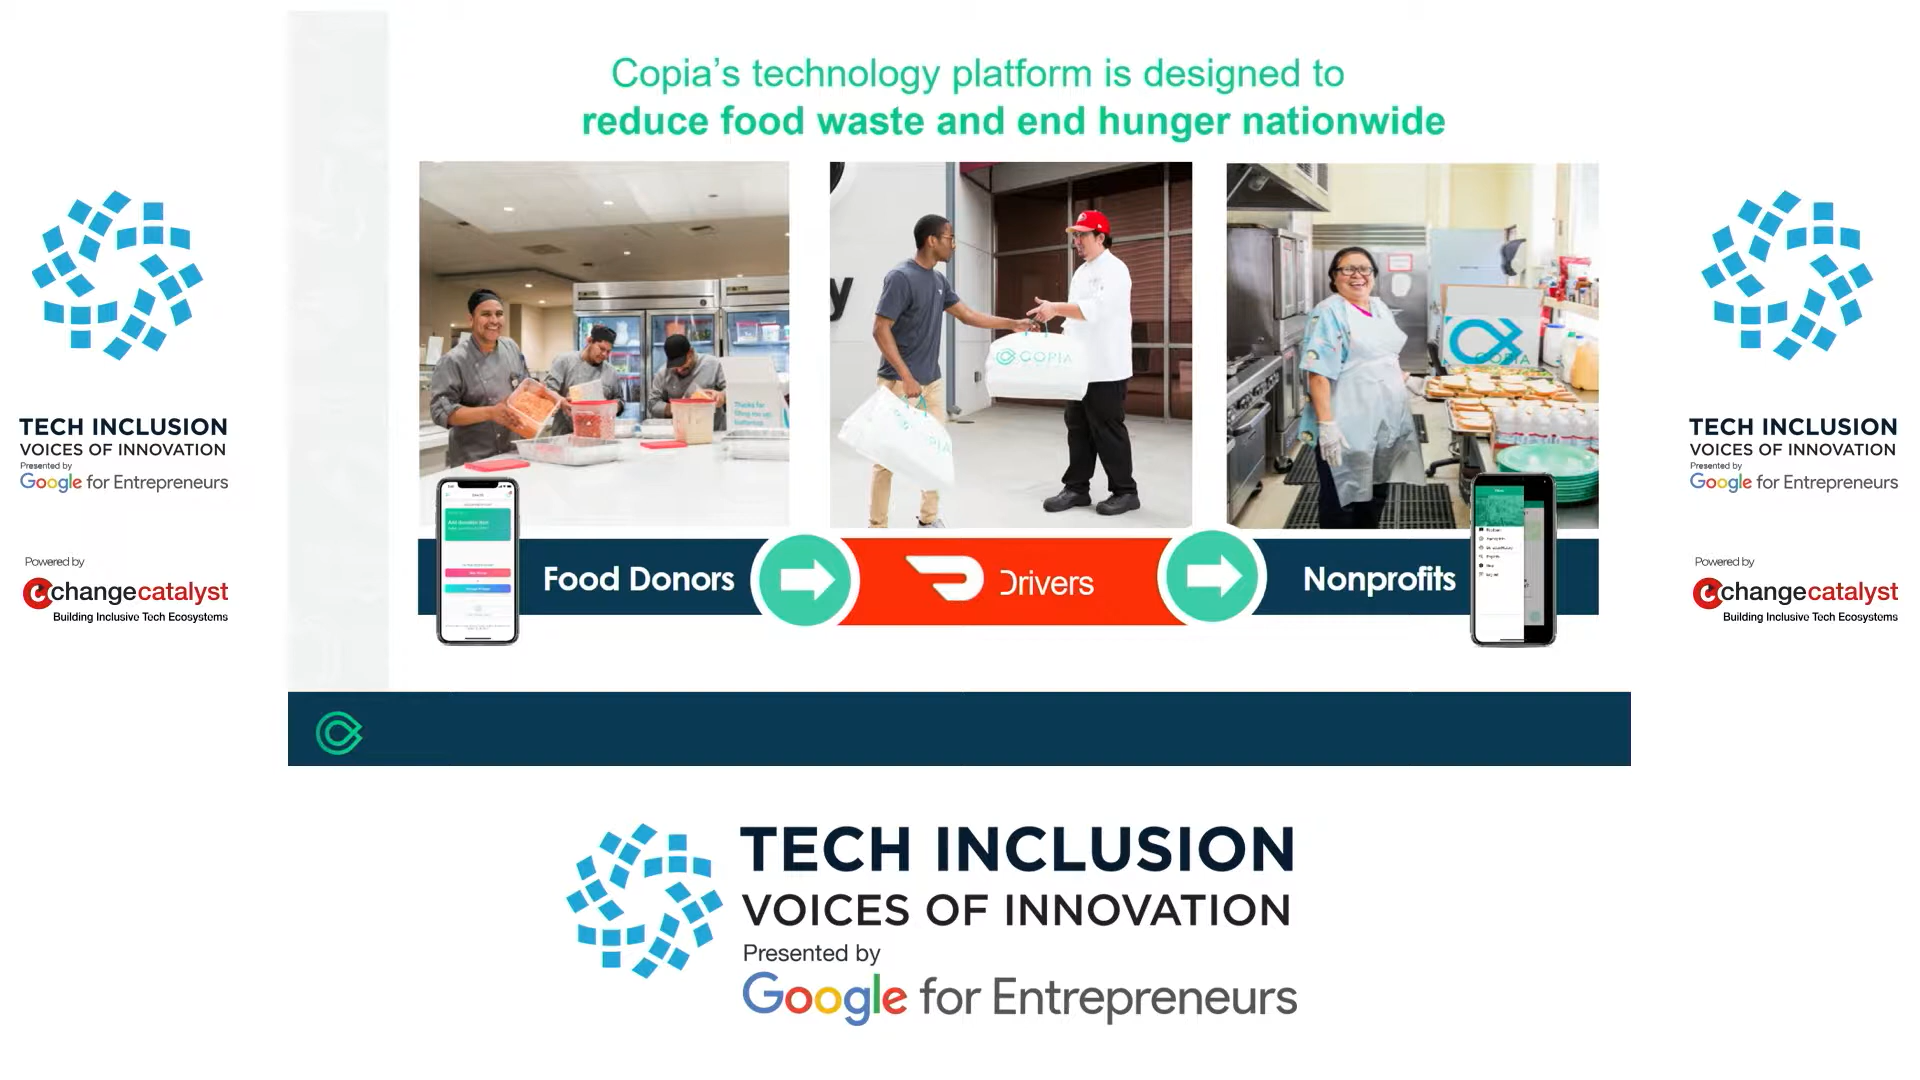 Copia's technology platform is designed to
reduce food waste and end hunger nationwide
COPIA
COPIA
Food Donors
Drivers
Nonprofits
TECH INCLUSION
VOICES OF INNOVATION
Presented by
Google for Entrepreneurs
Powered by
changecatalyst
Building Inclusive Tech Ecosystems
TECH INCLUSION
VOICES OF INNOVATION
Presented by
Google for Entrepreneurs
Powered by
changecatalyst
Building Inclusive Tech Ecosystems
TECH INCLUSION
VOICES OF INNOVATION
Presented by
Google for Entrepreneurs